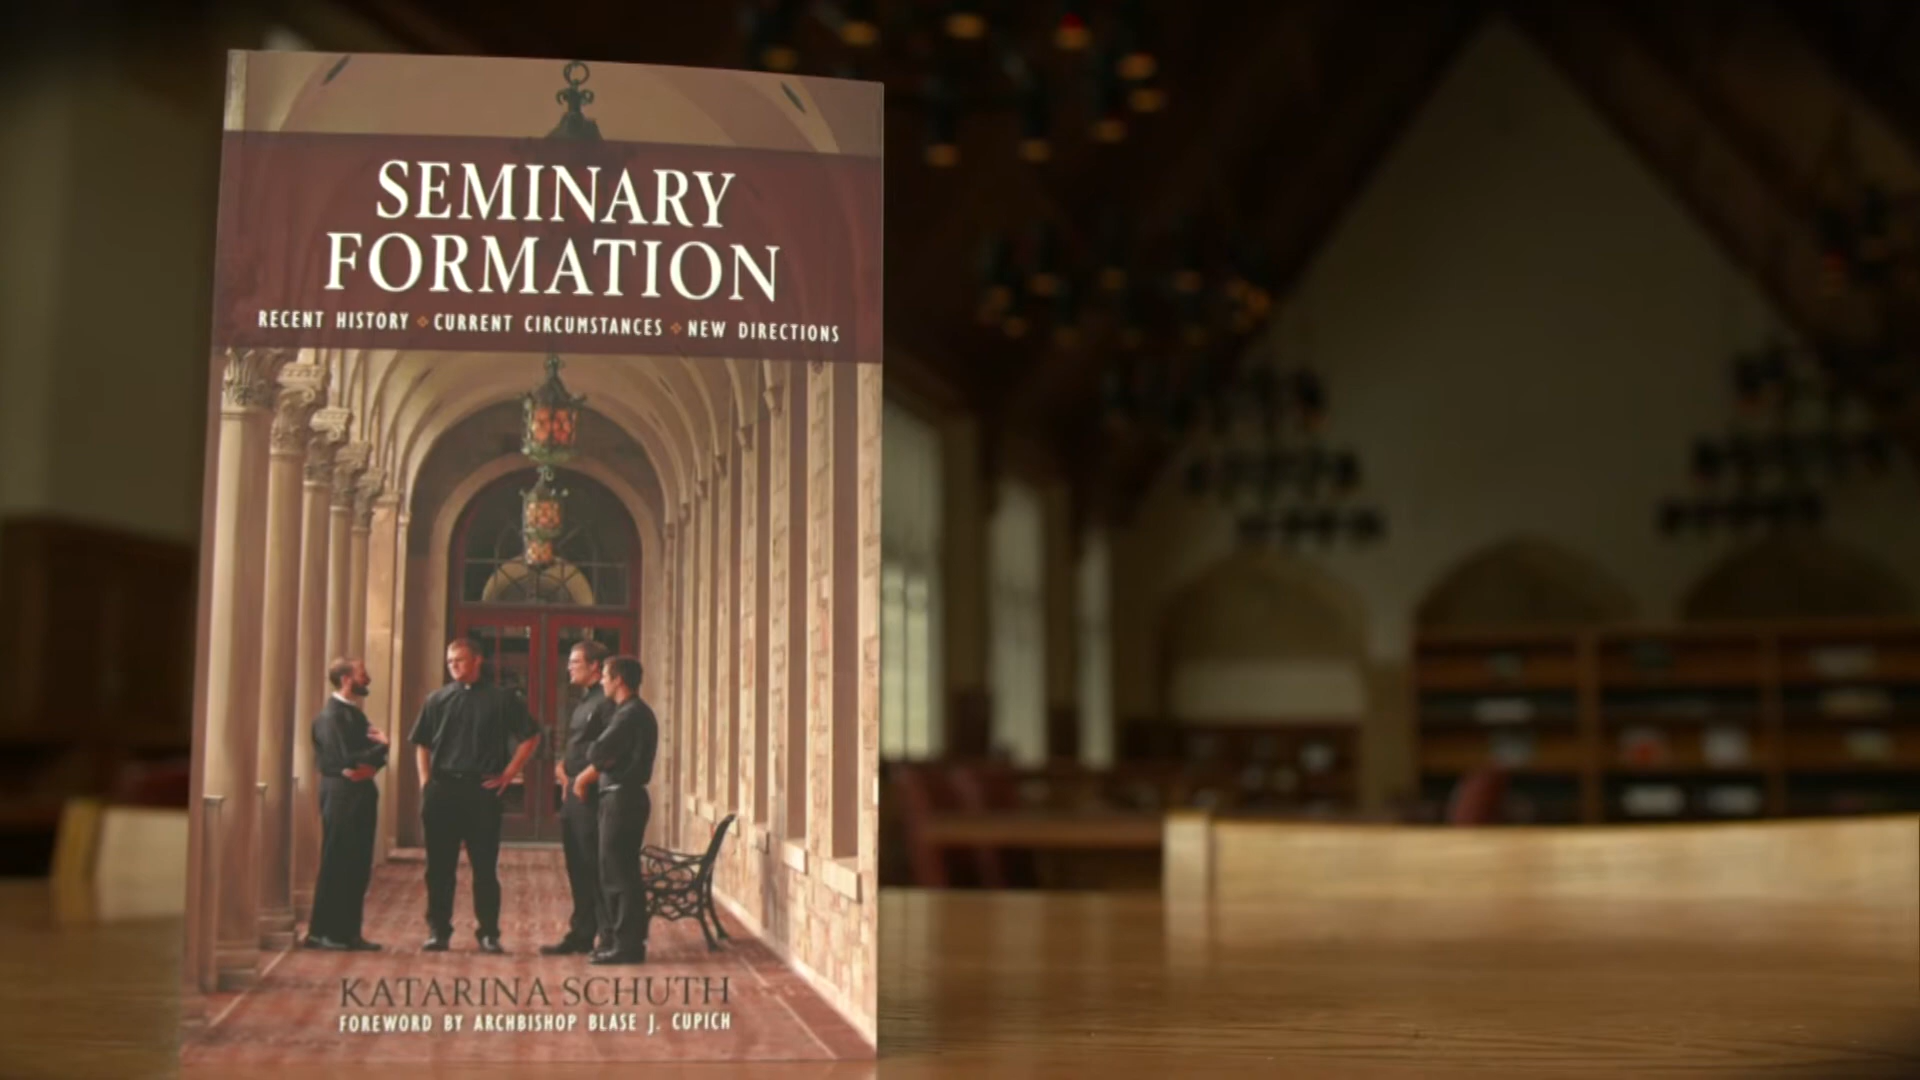 SEMINARY
FORMATION
RECENT HISTORY ❖ CURRENT CIRCUMSTANCES ❖ NEW DIRECTIONS
KATARINA SCHUTH
FOREWORD BY ARCHBISHOP BLASE J. CUPICH